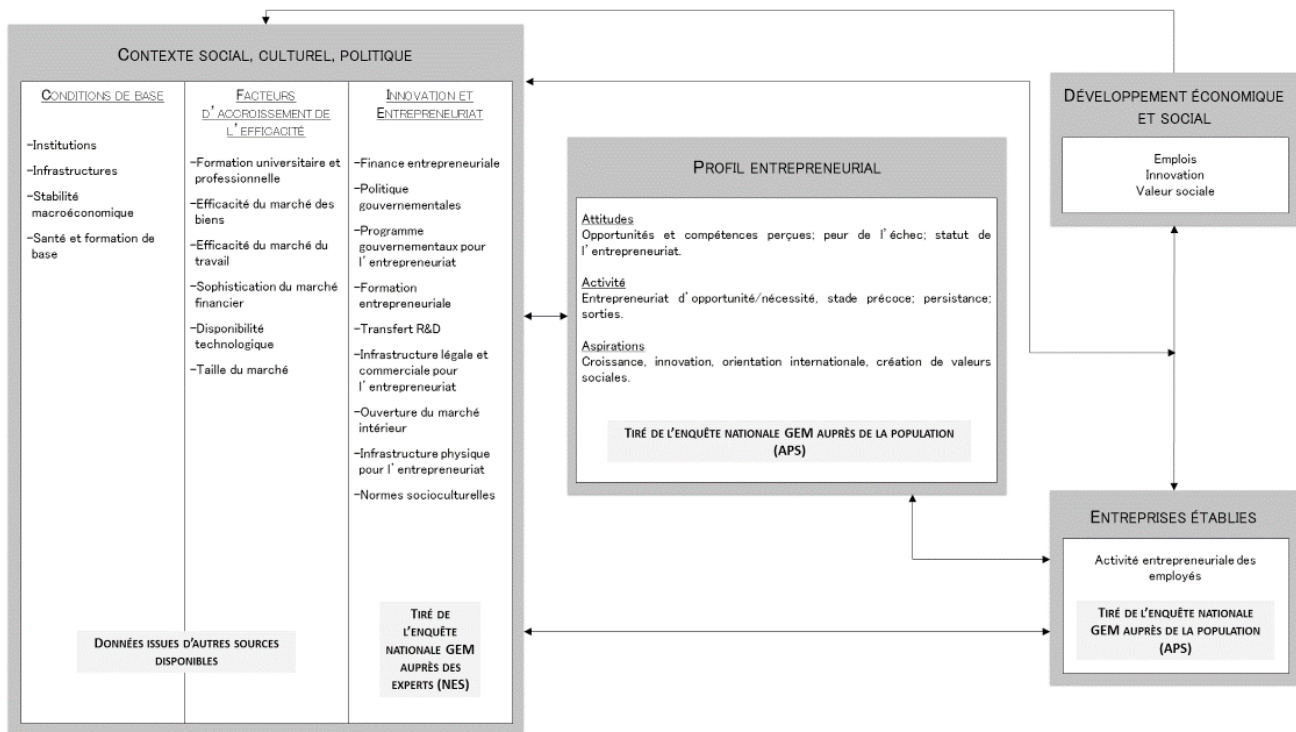 CONTEXTE SOCIAL, CULTUREL, POLITIQUE
CONDITIONS DE BASE
-Institutions
-Infrastructures
-Stabilité
macroéconomique
-Santé et formation de
base
FACTEURS
D'ACCROISSEMENT DE
L'EFFICACITÉ
-Formation universitaire et
professionnelle
-Efficacité du marché des
biens
-Efficacité du marché du
travail
-Sophistication du marché
financier
-Disponibilité
technologique
-Taille du marché
DONNÉES ISSUES D'AUTRES SOURCES
DISPONIBLES
INNOVATION ET
ENTREPRENEURIAT
-Finance entrepreneuriale
-Politique
gouvernementales
-Programme
gouvernementaux pour
l'entrepreneuriat
-Formation
entrepreneuriale
-Transfert R&D
-Infrastructure légale et
commerciale pour
l'entrepreneuriat
-Ouverture du marché
intérieur
-Infrastructure physique
pour l'entrepreneuriat
-Normes socioculturelles
TIRÉ DE
L'ENQUÊTE
NATIONALE GEM
AUPRÈS DES
EXPERTS (NES)
PROFIL ENTREPRENEURIAL
Attitudes
Opportunités et compétences perçues; peur de l'échec; statut de
l'entrepreneuriat.
Activité
Entrepreneuriat d'opportunité/nécessité, stade précoce; persistance;
sorties.
Aspirations
Croissance, innovation, orientation internationale, création de valeurs
sociales.
TIRÉ DE L'ENQUÊTE NATIONALE GEM AUPRÈS DE LA POPULATION
(APS)
DÉVELOPPEMENT ÉCONOMIQUE
ET SOCIAL
Emplois
Innovation
Valeur sociale
ENTREPRISES ÉTABLIES
Activité entrepreneuriale des
employés
TIRÉ DE L'ENQUÊTE NATIONALE
GEM AUPRÈS DE LA POPULATION
(APS)